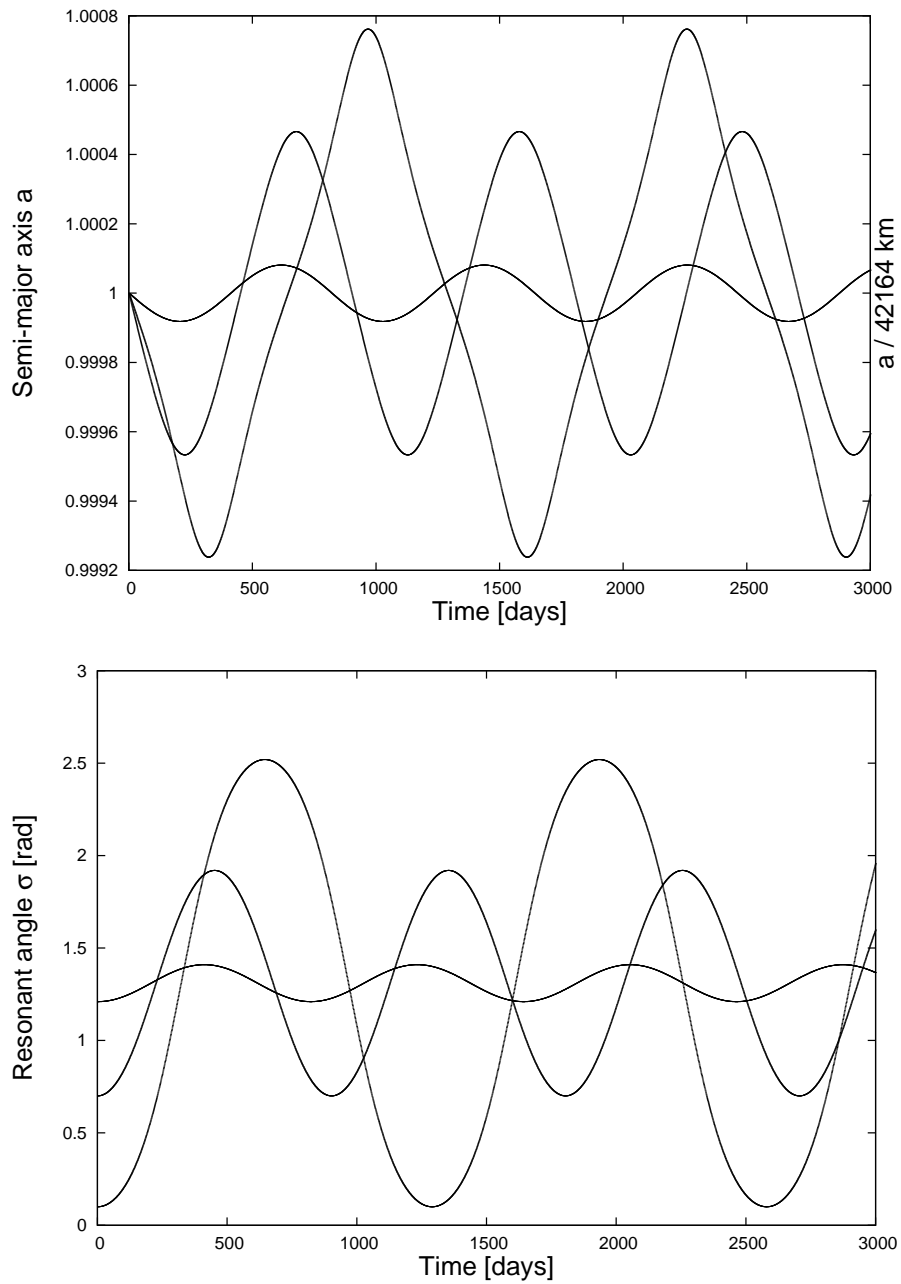 1.0008
1.0006
1.0004
1.0002
1
0.9998
0.9996
0.9994
0.9992
Semi-major axis a
a / 42164 km
0 500 1000 1500 2000 2500 3000
Time [days]
3
2.5
2
1.5
1
0.5
0
Resonant angle σ [rad]
0 500 1000 1500 2000 2500 3000
Time [days]